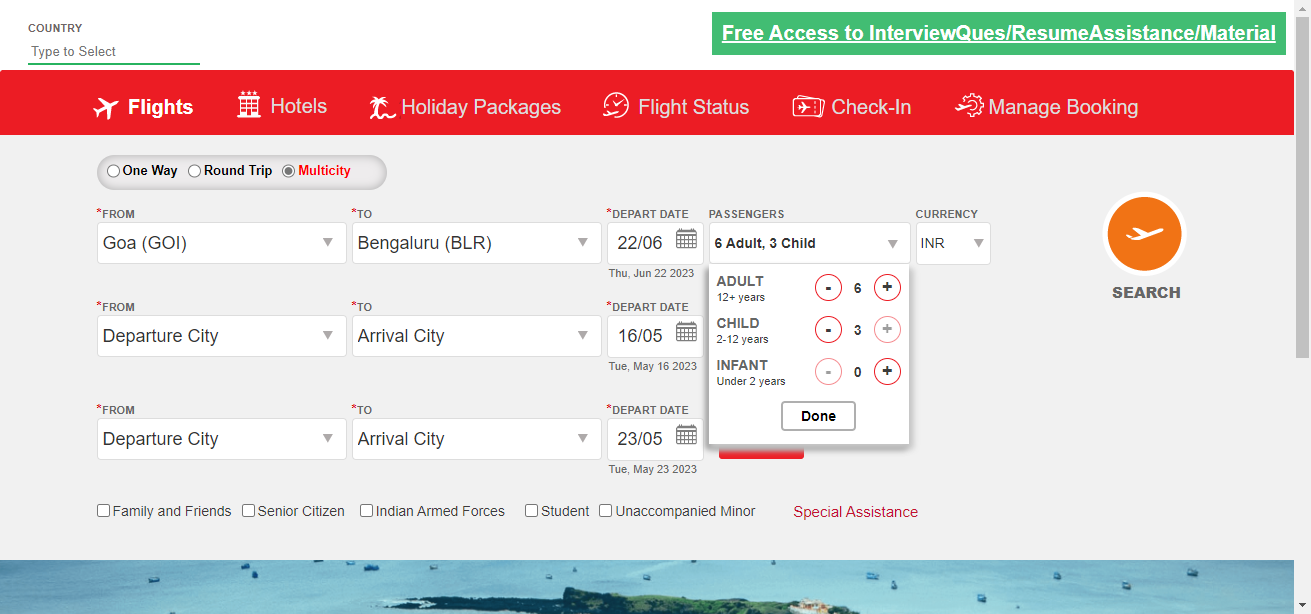 COUNTRY
Type to Select
Free Access to InterviewQues/ResumeAssistance/Material
Flights
Hotels
Holiday Packages
Flight Status
Check-In
Manage Booking
One Way
Round Trip
Multicity
*FROM
*TO
*DEPART DATE
PASSENGERS
CURRENCY
Goa (GOI)
Bengaluru (BLR)
22/06
6 Adult, 3 Child
INR
Thu, Jun 22 2023
SEARCH
ADULT
- 6 +
12+ years
CHILD
- 3 +
2-12 years
INFANT
- 0 +
Under 2 years
Done
*FROM
*TO
*DEPART DATE
Departure City
Arrival City
16/05
Tue, May 16 2023
*FROM
*TO
*DEPART DATE
Departure City
Arrival City
23/05
Tue, May 23 2023
Family and Friends
Senior Citizen
Indian Armed Forces
Student
Unaccompanied Minor
Special Assistance